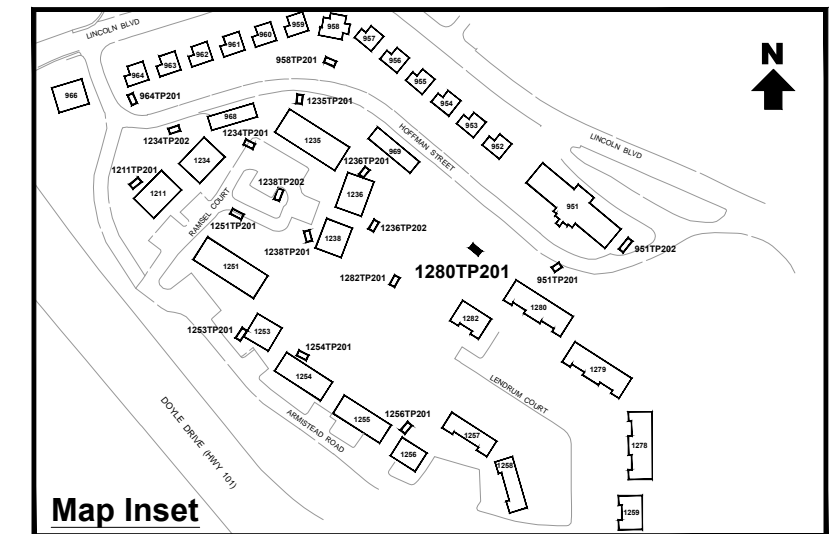 LINCOLN BLVD
959
958
960
961
962
963
964
957
956
955
954
953
952
958TP201
966
964TP201
1235TP201
968
1234TP202
1234TP201
1235
969
HOFFMAN STREET
LINCOLN BLVD
N
1234
1211TP201
1211
1236TP201
1238TP202
1236
RAMSEL COURT
1251TP201
1236TP202
1238
1238TP201
951
951TP202
1251
1280TP201
951TP201
1282TP201
1280
1282
1253TP201
1253
1254TP201
1254
1279
LENDRUM COURT
DOYLE DRIVE (HWY 101)
ARMISTEAD ROAD
1255
1256TP201
1256
1257
1258
1278
1259
Map Inset